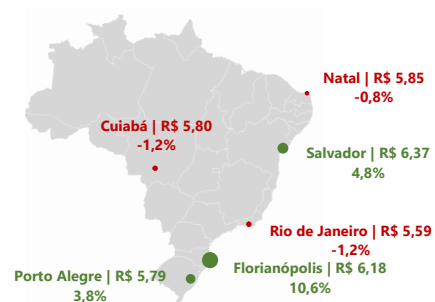 Natal | R$ 5,85
-0,8%
Cuiabá | R$ 5,80
-1,2%
Salvador | R$ 6,37
4,8%
Rio de Janeiro | R$ 5,59
-1,2%
Florianópolis | R$ 6,18
10,6%
Porto Alegre | R$ 5,79
3,8%